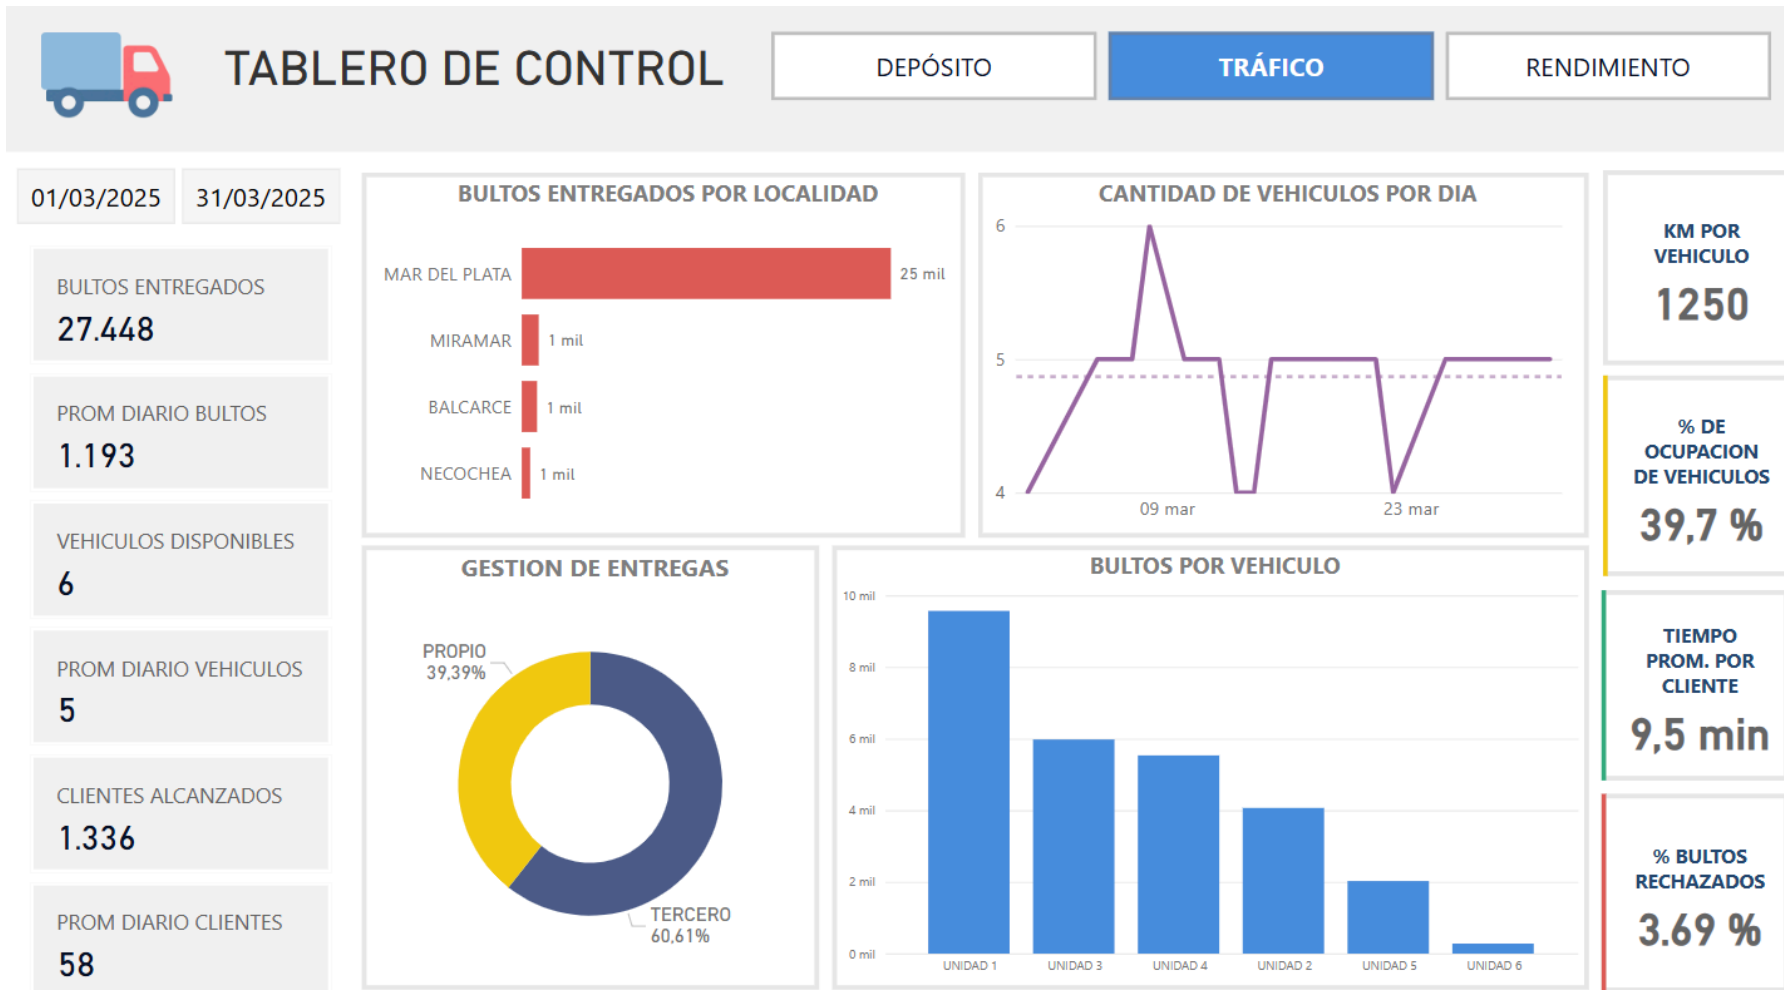 TABLERO DE CONTROL
DEPÓSITO
TRÁFICO
RENDIMIENTO
01/03/2025
31/03/2025
BULTOS ENTREGADOS
27.448
PROM DIARIO BULTOS
1.193
VEHICULOS DISPONIBLES
6
PROM DIARIO VEHICULOS
5
CLIENTES ALCANZADOS
1.336
PROM DIARIO CLIENTES
58
BULTOS ENTREGADOS POR LOCALIDAD
MAR DEL PLATA
25 mil
MIRAMAR
1 mil
BALCARCE
1 mil
NECOCHEA
1 mil
CANTIDAD DE VEHICULOS POR DIA
6
5
4
09 mar
23 mar
GESTION DE ENTREGAS
PROPIO
39,39%
TERCERO
60,61%
BULTOS POR VEHICULO
10 mil
8 mil
6 mil
4 mil
2 mil
0 mil
UNIDAD 1
UNIDAD 3
UNIDAD 4
UNIDAD 2
UNIDAD 5
UNIDAD 6
KM POR
VEHICULO
1250
% DE
OCUPACION
DE VEHICULOS
39,7 %
TIEMPO
PROM. POR
CLIENTE
9,5 min
% BULTOS
RECHAZADOS
3.69 %